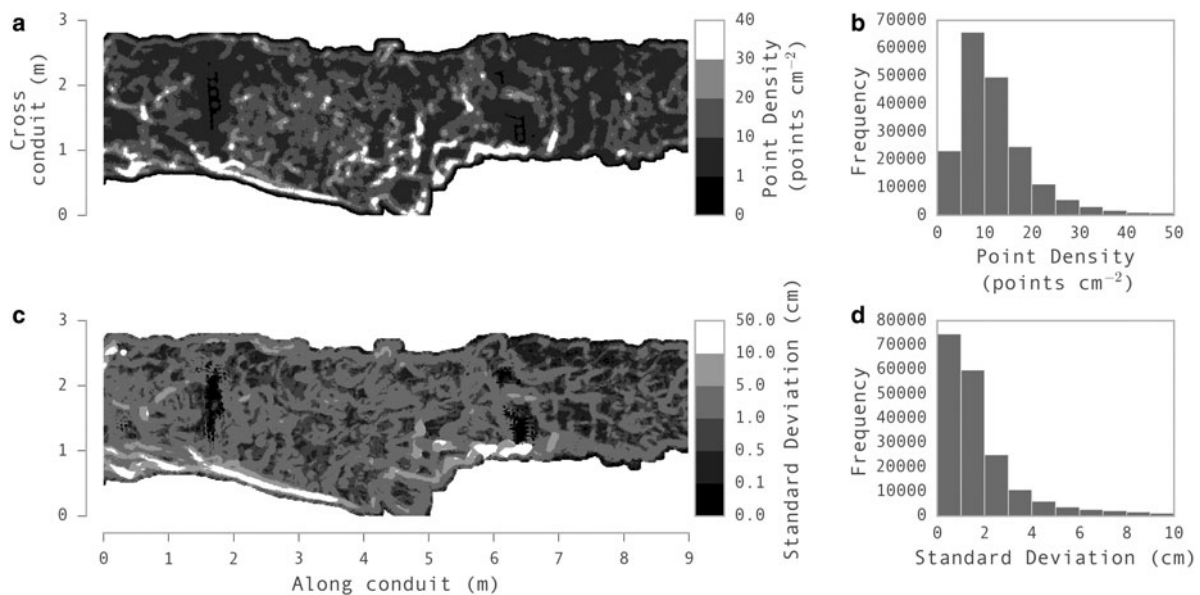 a
3
2
1
0
Cross
conduit (m)
40
30
20
10
1
0
Point Density
(points cm⁻²)
b
70000
60000
50000
40000
30000
20000
10000
0
Frequency
0 10 20 30 40 50
Point Density
(points cm⁻²)
c
3
2
1
0
50.0
10.0
5.0
1.0
0.5
0.1
0.0
Standard Deviation (cm)
0 1 2 3 4 5 6 7 8 9
Along conduit (m)
d
80000
70000
60000
50000
40000
30000
20000
10000
0
Frequency
0 2 4 6 8 10
Standard Deviation (cm)